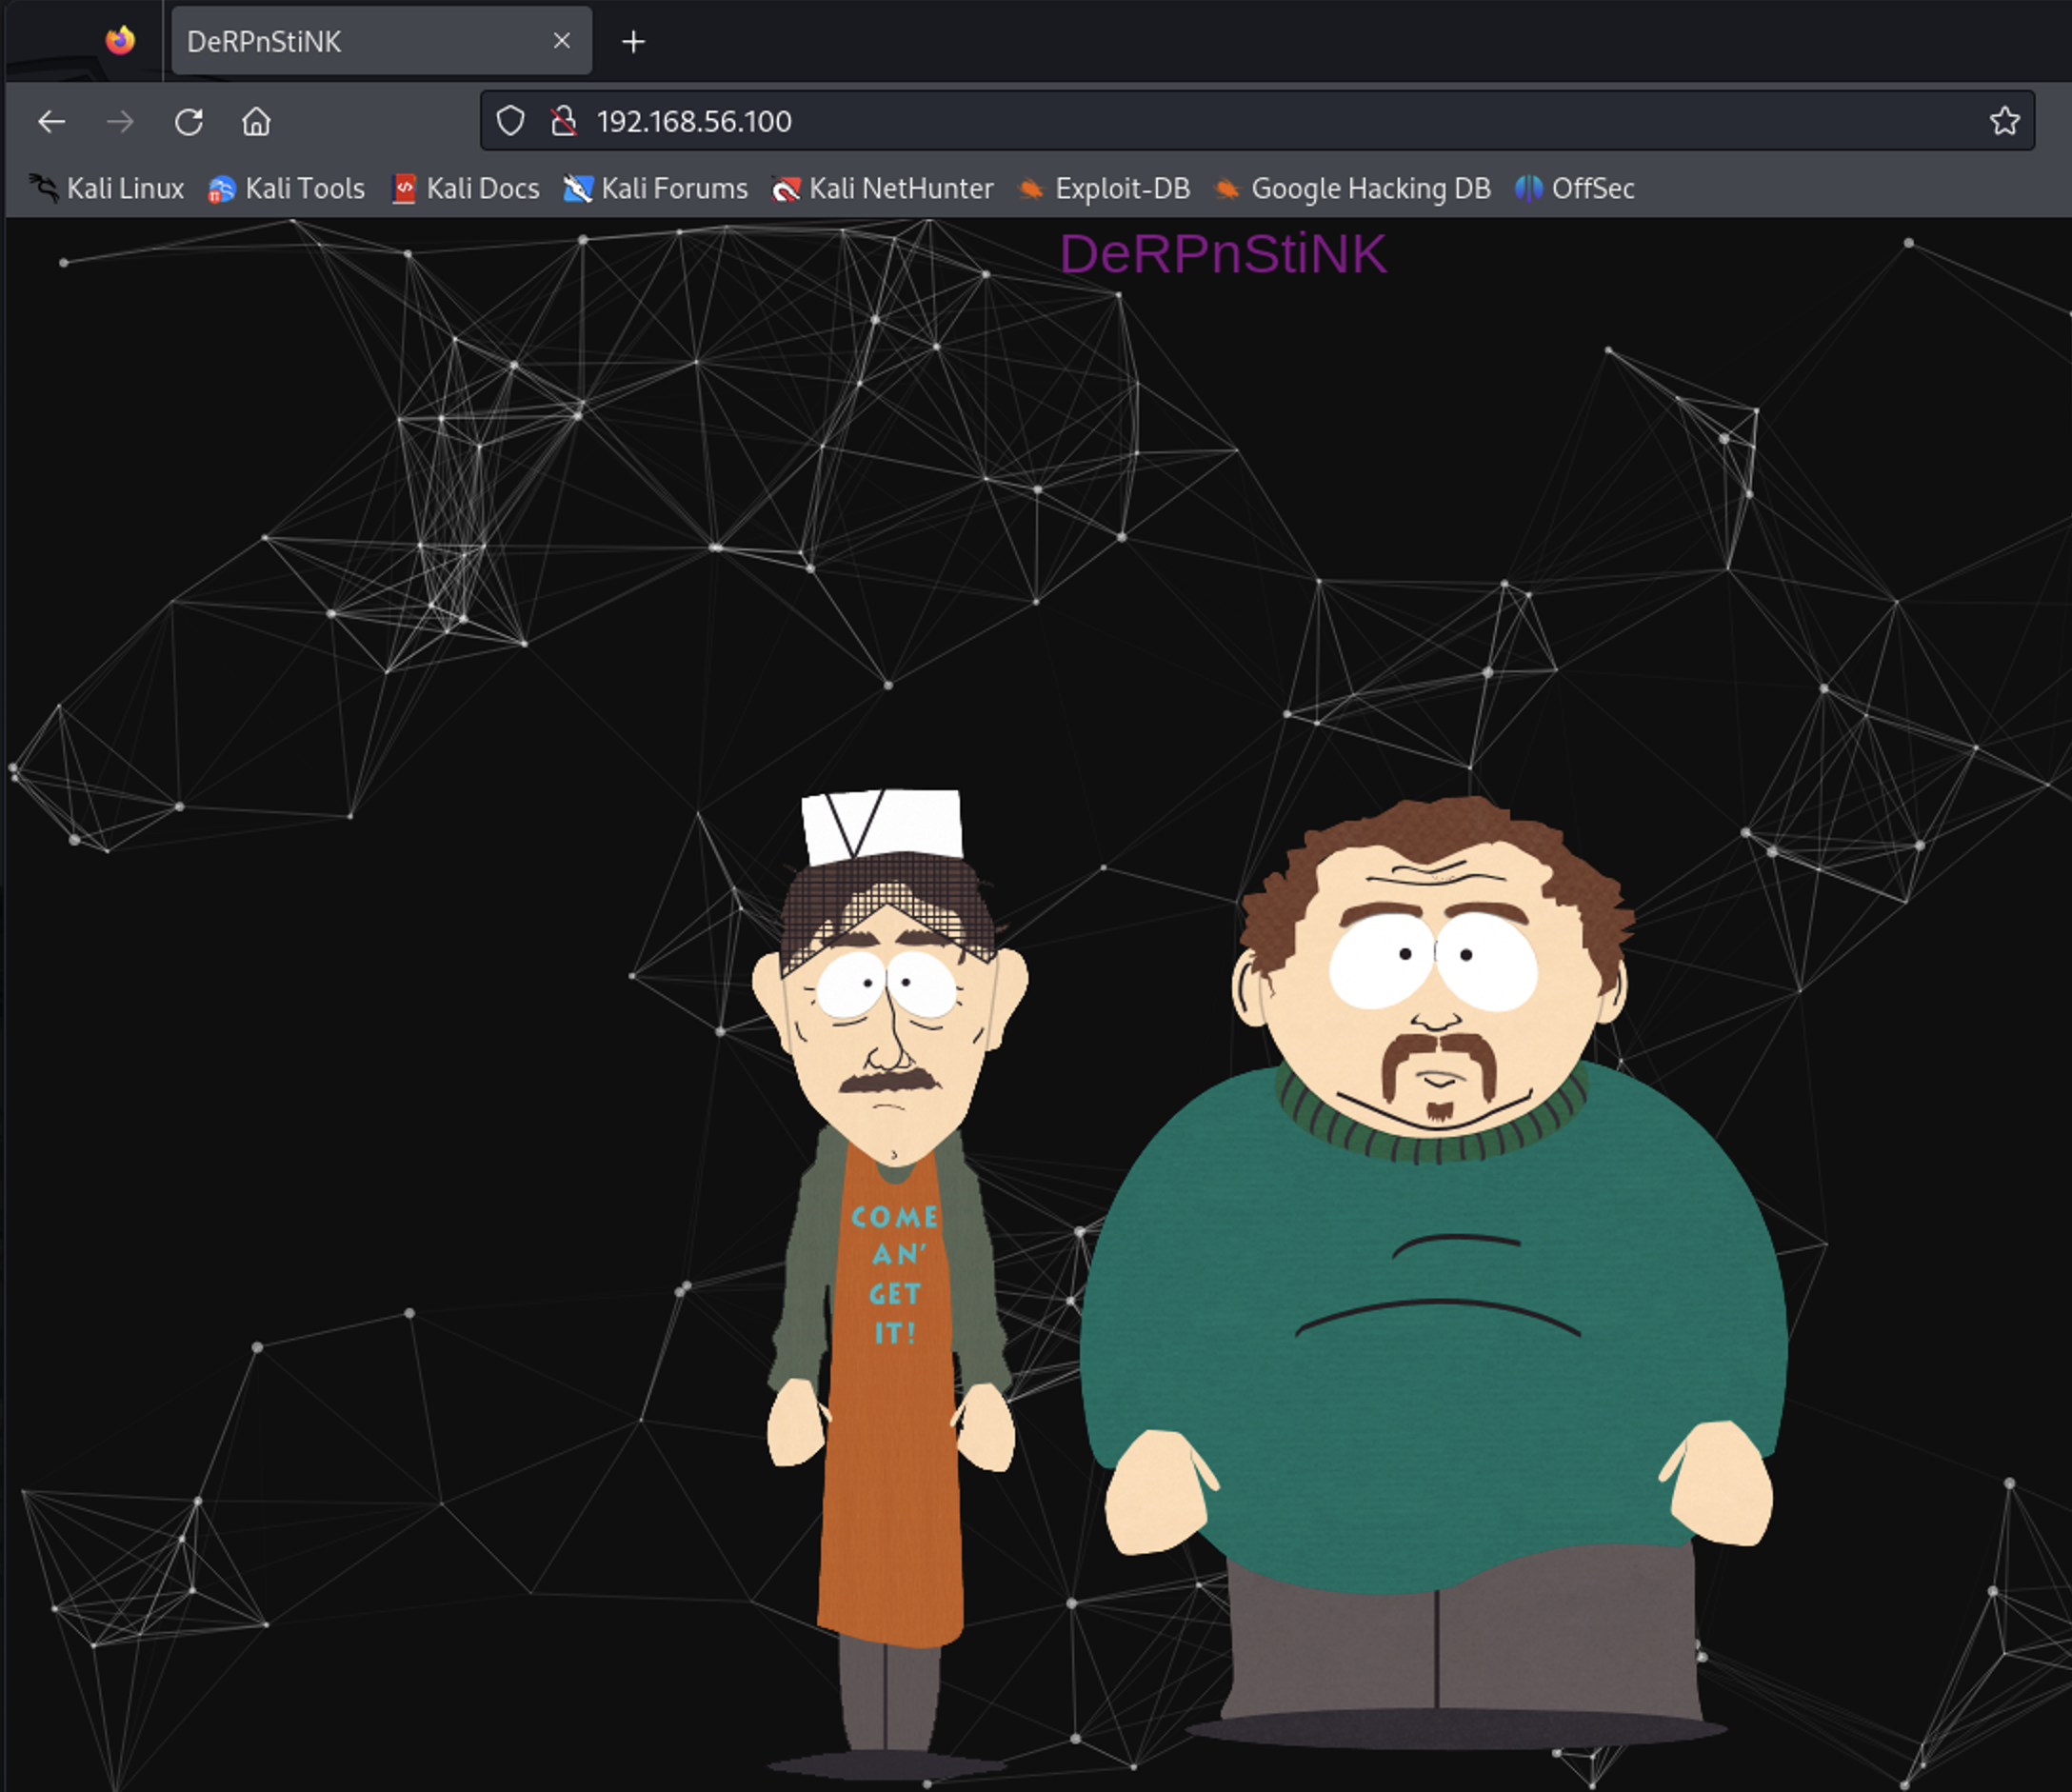 DeRPnStiNK
192.168.56.100
Kali Linux Kali Tools Kali Docs Kali Forums Kali NetHunter Exploit-DB Google Hacking DB OffSec
DeRPnStiNK
COME
AN'
GET
IT!